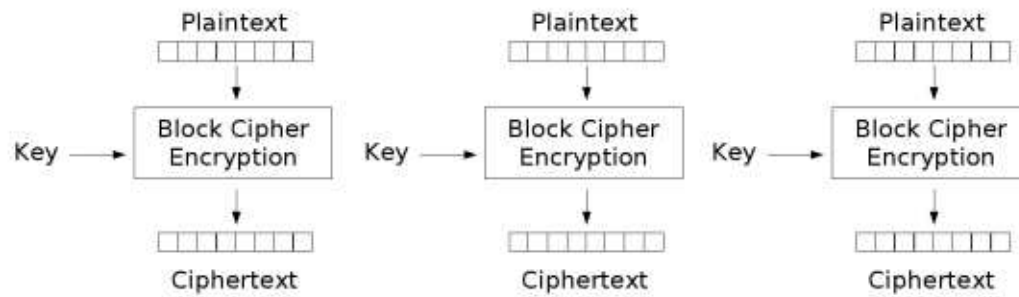 Plaintext
Plaintext
Plaintext
Key
Block Cipher
Encryption
Key
Block Cipher
Encryption
Key
Block Cipher
Encryption
Ciphertext
Ciphertext
Ciphertext